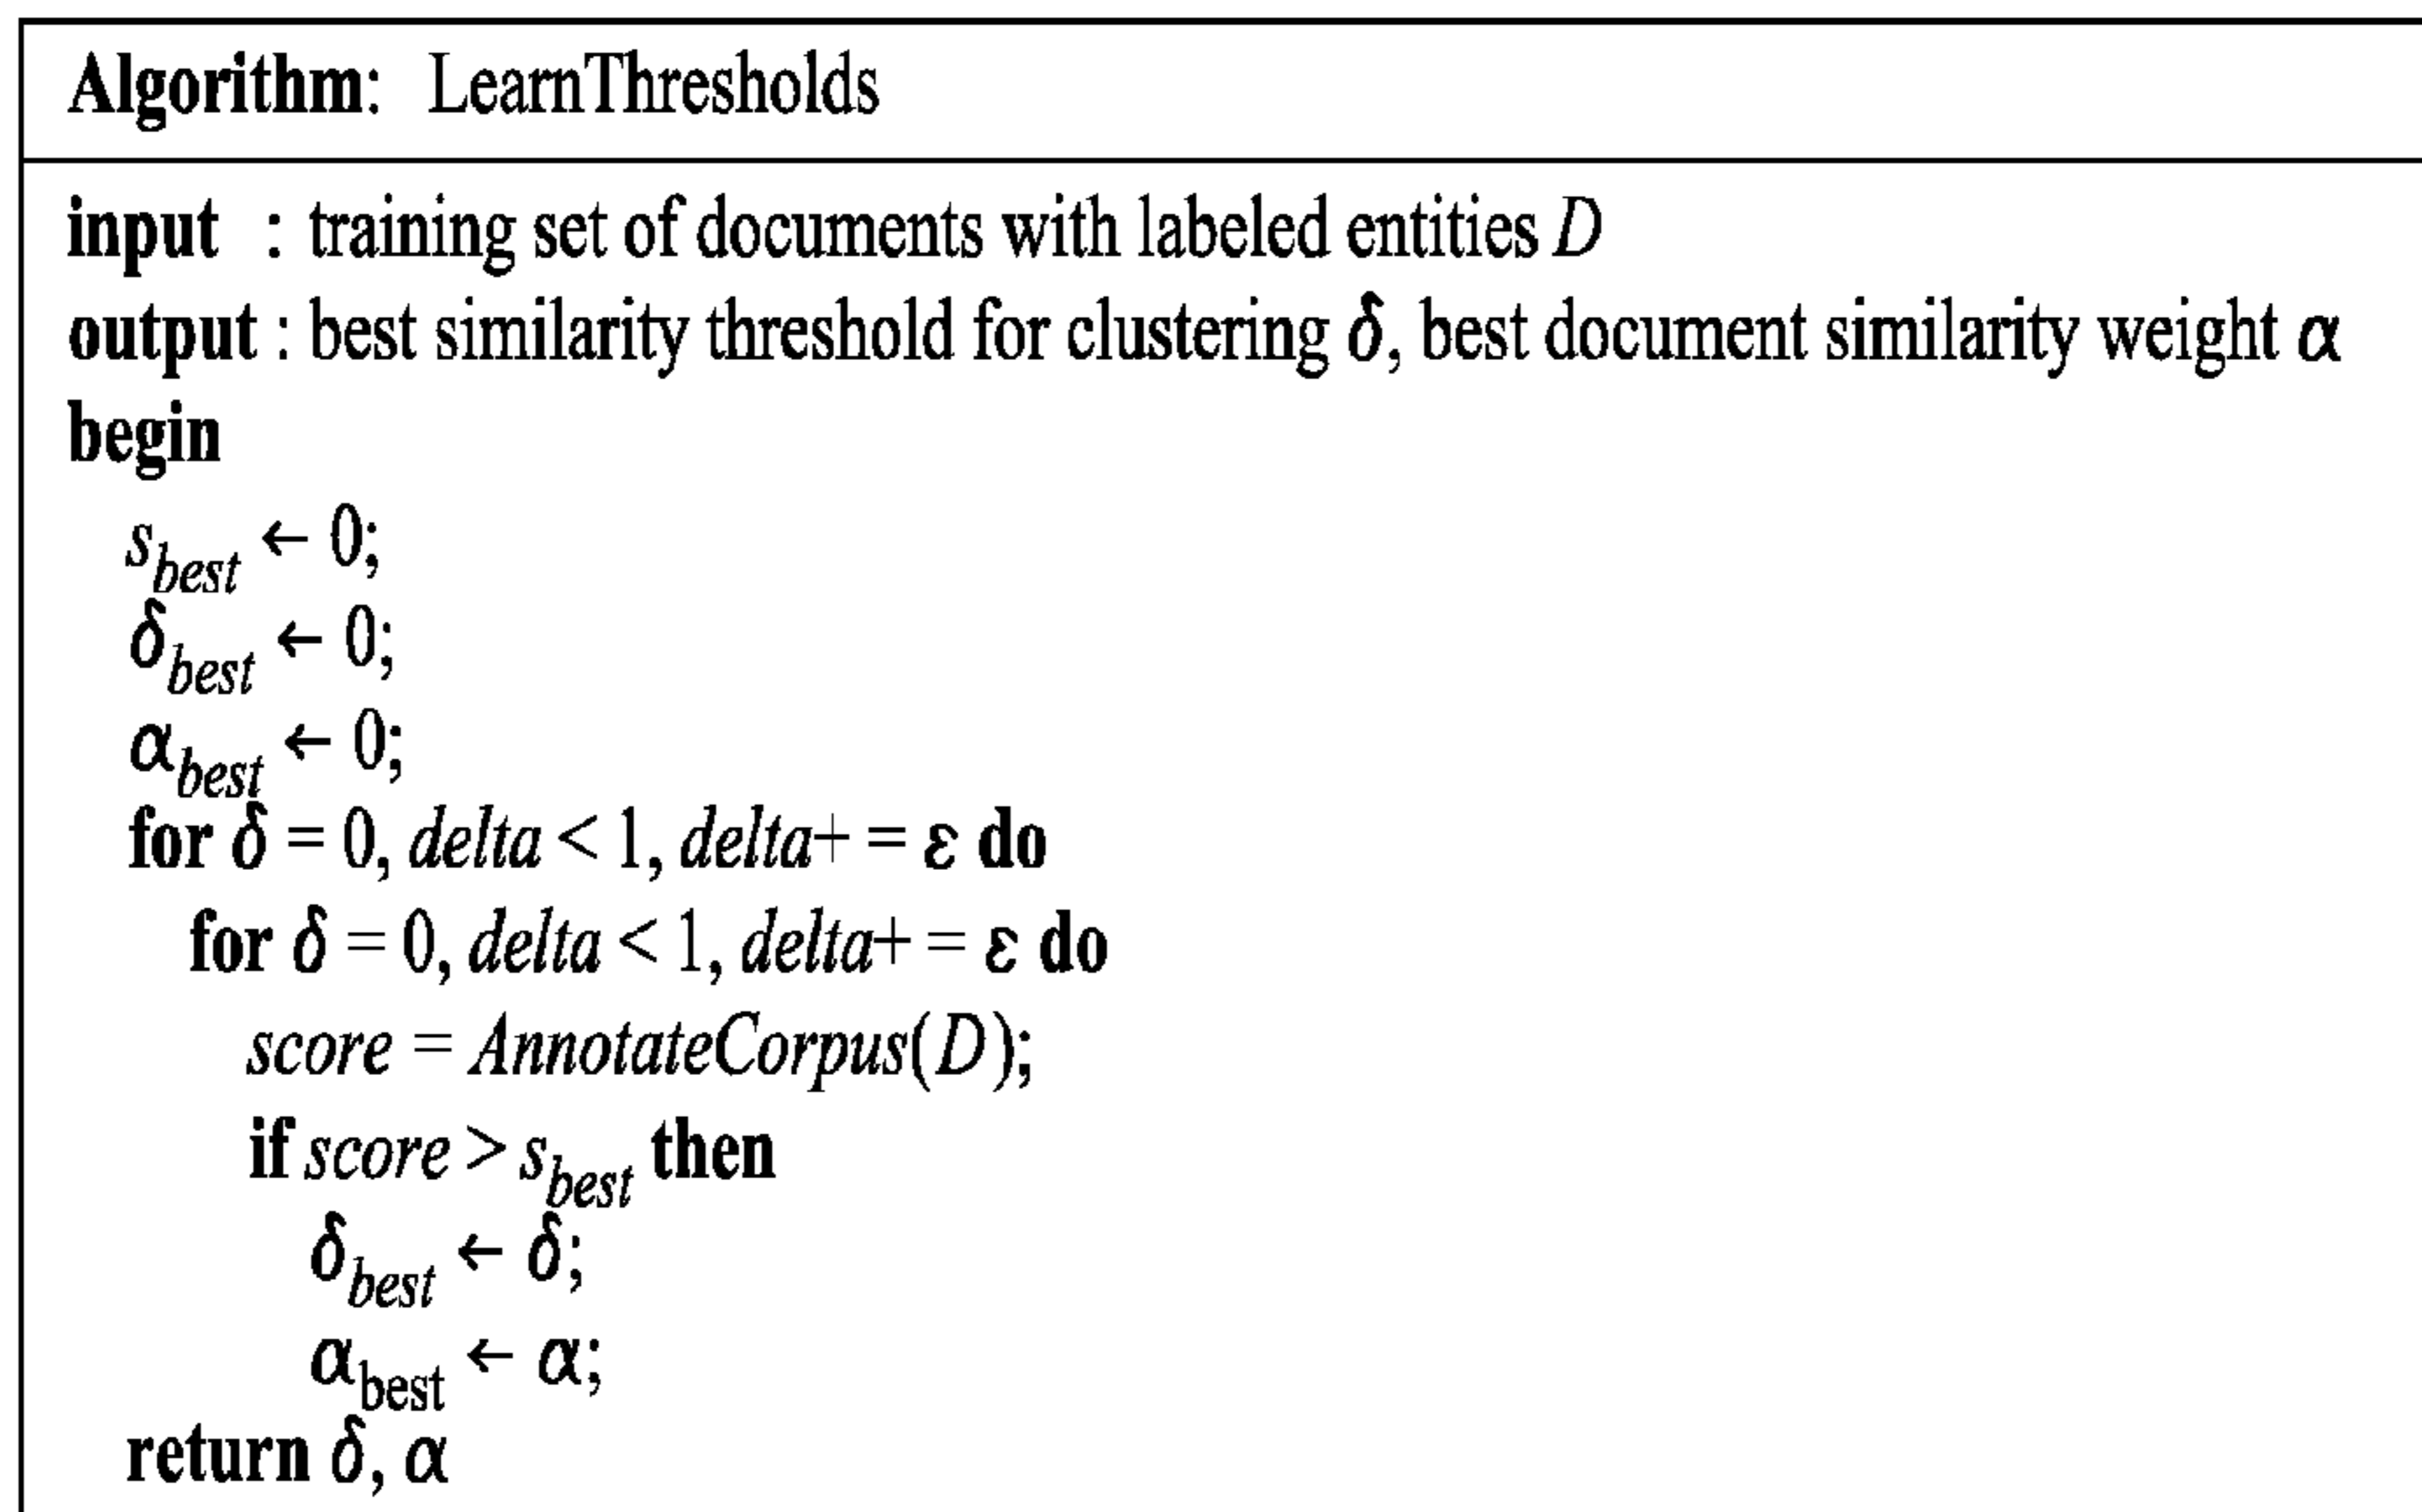 Algorithm: LearnThresholds
input : training set of documents with labeled entities D
output : best similarity threshold for clustering δ, best document similarity weight α
begin
s_best ← 0;
δ_best ← 0;
α_best ← 0;
for δ = 0, delta < 1, delta+ = ε do
for δ = 0, delta < 1, delta+ = ε do
score = AnnotateCorpus(D);
if score > s_best then
δ_best ← δ;
α_best ← α;
return δ, α